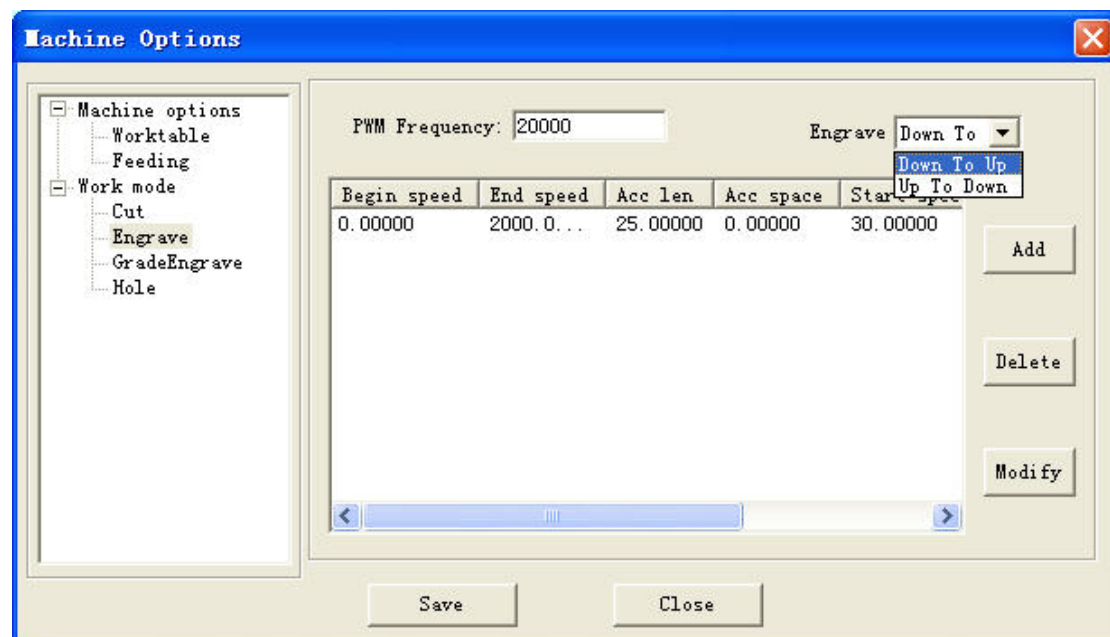 Machine Options
Machine options
Worktable
Feeding
Work mode
Cut
Engrave
GradeEngrave
Hole
PWM Frequency: 20000
Engrave Down To
Down To Up
Up To Down
Begin speed End speed Acc len Acc space Start
0.00000 2000.0... 25.00000 0.00000 30.00000
Add
Delete
Modify
Save Close